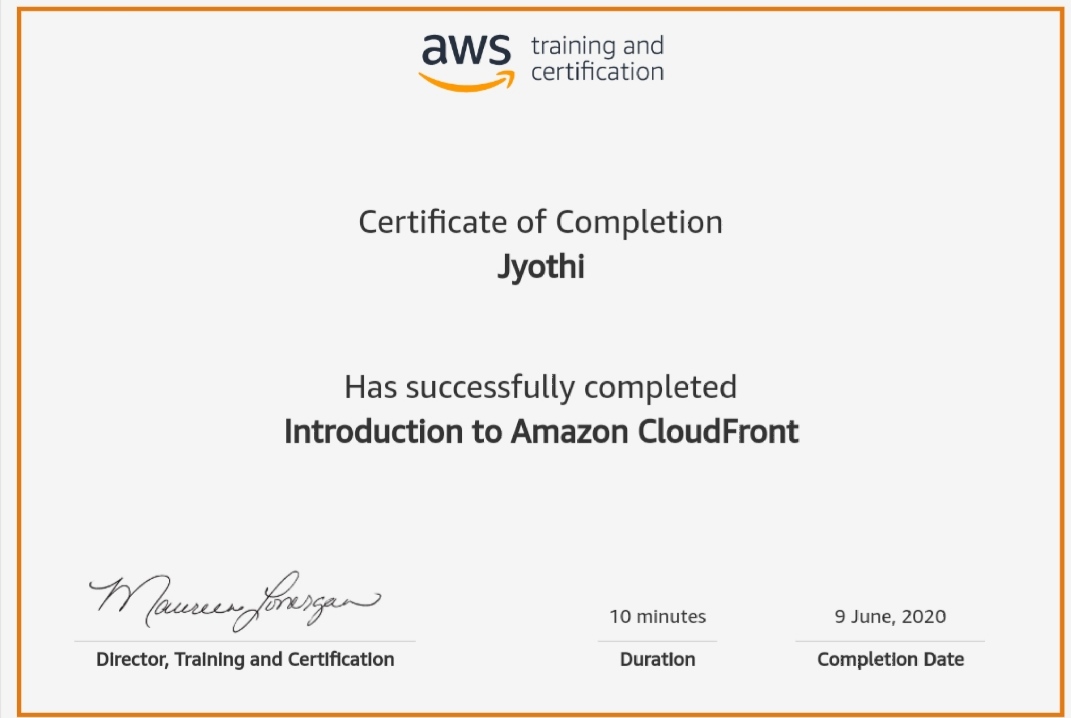 aws training and
certification
Certificate of Completion
Jyothi
Has successfully completed
Introduction to Amazon CloudFront
Maureen Lonergan
10 minutes
9 June, 2020
Director, Training and Certification
Duration
Completion Date